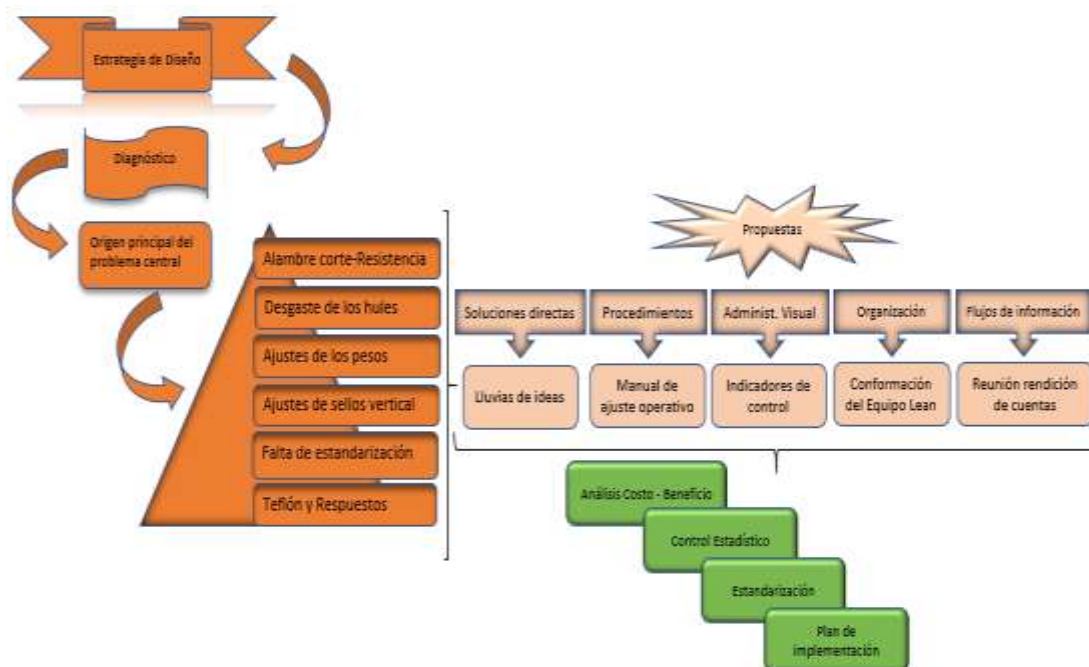 Estrategia de Diseño
Diagnóstico
Origen principal del
problema central
Alambre corte-Resistencia
Desgaste de los hules
Ajustes de los pesos
Ajustes de sellos vertical
Falta de estandarización
Teflón y Respuestos
Propuestas
Soluciones directas
Procedimientos
Administ. Visual
Organización
Flujos de información
Lluvias de ideas
Manual de
ajuste operativo
Indicadores de
control
Conformación
del Equipo Lean
Reunión rendición
de cuentas
Análisis Costo - Beneficio
Control Estadístico
Estandarización
Plan de
implementación